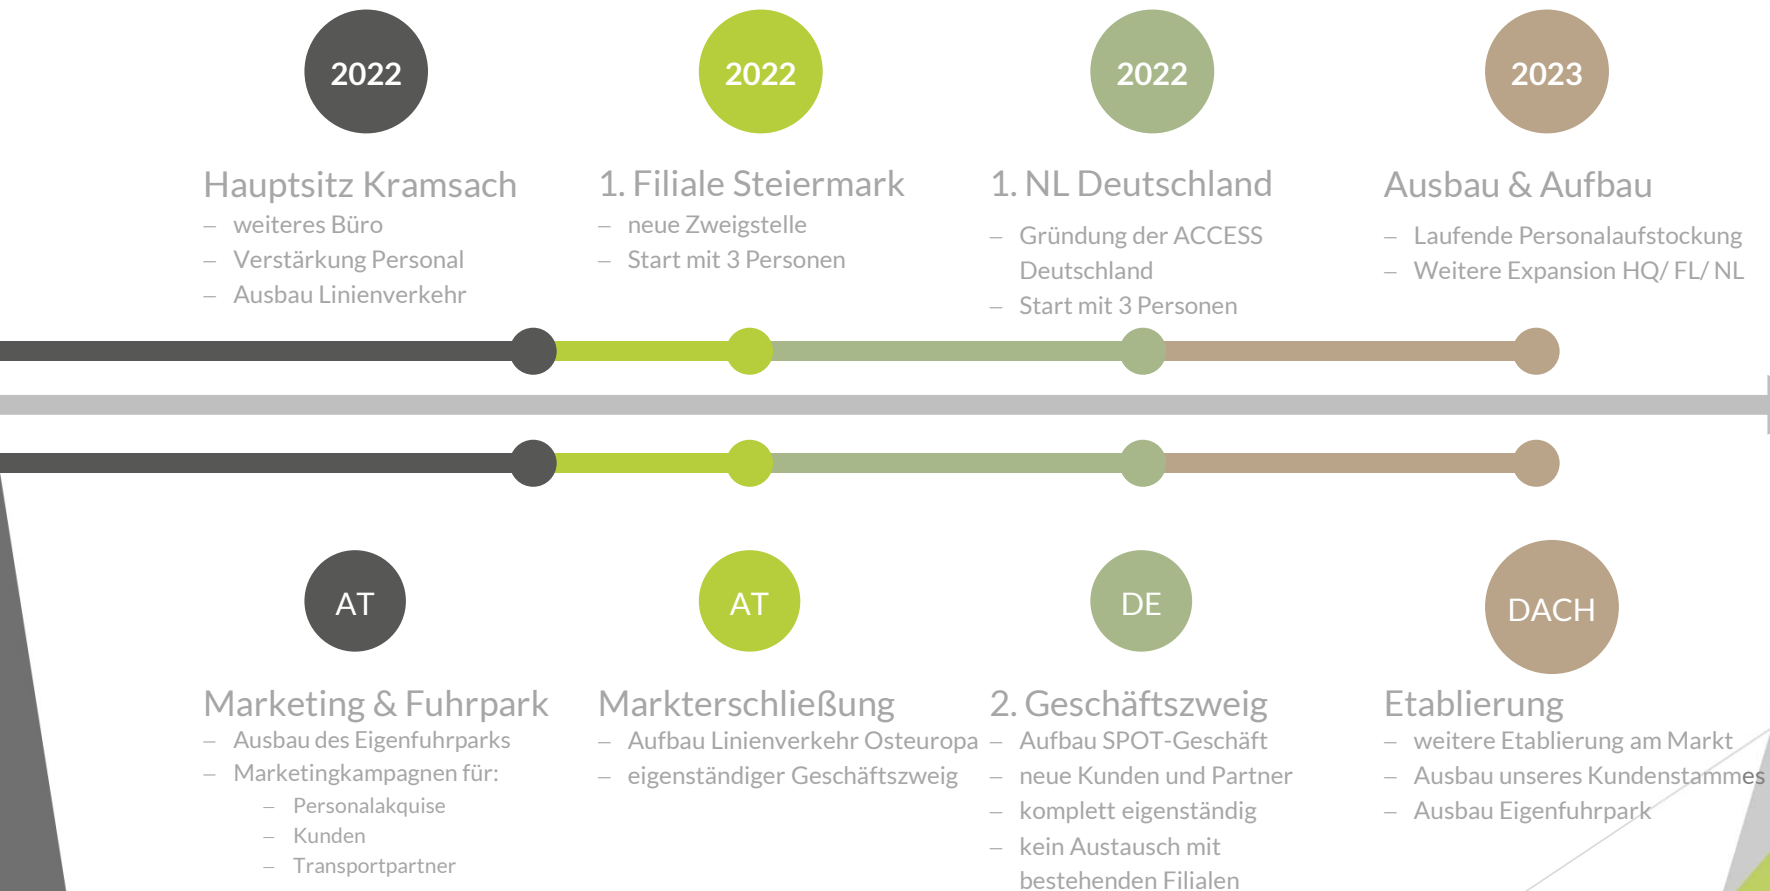 2022
Hauptsitz Kramsach
– weiteres Büro
– Verstärkung Personal
– Ausbau Linienverkehr
2022
1. Filiale Steiermark
– neue Zweigstelle
– Start mit 3 Personen
2022
1. NL Deutschland
– Gründung der ACCESS
Deutschland
– Start mit 3 Personen
2023
Ausbau & Aufbau
– Laufende Personalaufstockung
– Weitere Expansion HQ/ FL/ NL
AT
Marketing & Fuhrpark
– Ausbau des Eigenfuhrparks
– Marketingkampagnen für:
– Personalakquise
– Kunden
– Transportpartner
AT
Markterschließung
– Aufbau Linienverkehr Osteuropa
– eigenständiger Geschäftszweig
DE
2. Geschäftszweig
– Aufbau SPOT-Geschäft
– neue Kunden und Partner
– komplett eigenständig
– kein Austausch mit
bestehenden Filialen
DACH
Etablierung
– weitere Etablierung am Markt
– Ausbau unseres Kundenstammes
– Ausbau Eigenfuhrpark